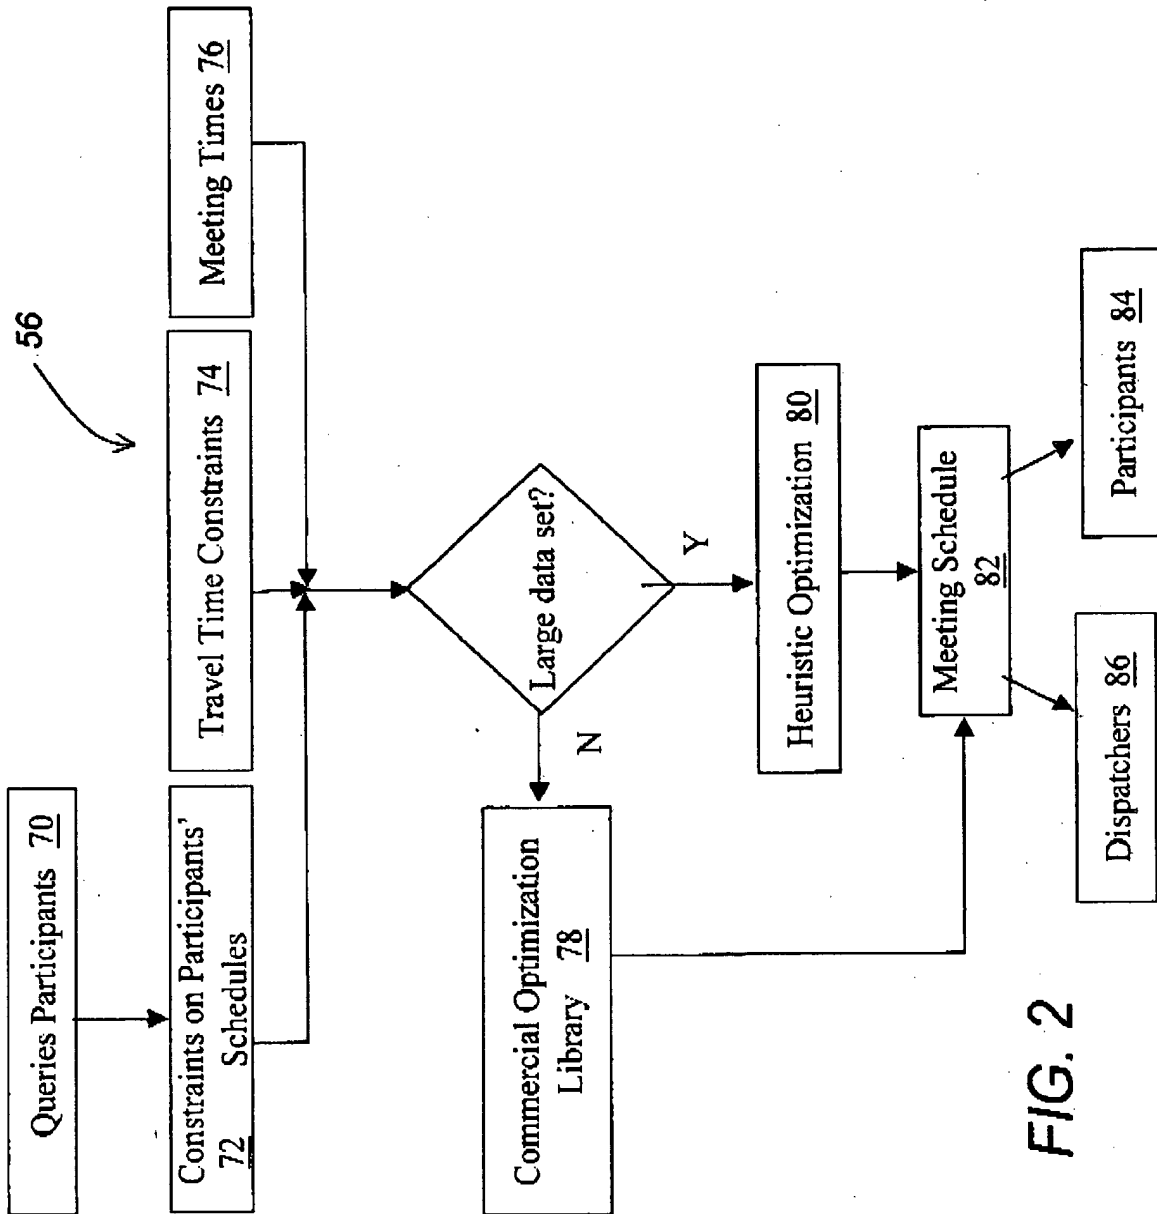 56
Queries Participants 70
Constraints on Participants'
72 Schedules
Travel Time Constraints 74
Meeting Times 76
Large data set?
N
Y
Commercial Optimization
Library 78
Heuristic Optimization 80
Meeting Schedule
82
Dispatchers 86
Participants 84
FIG. 2